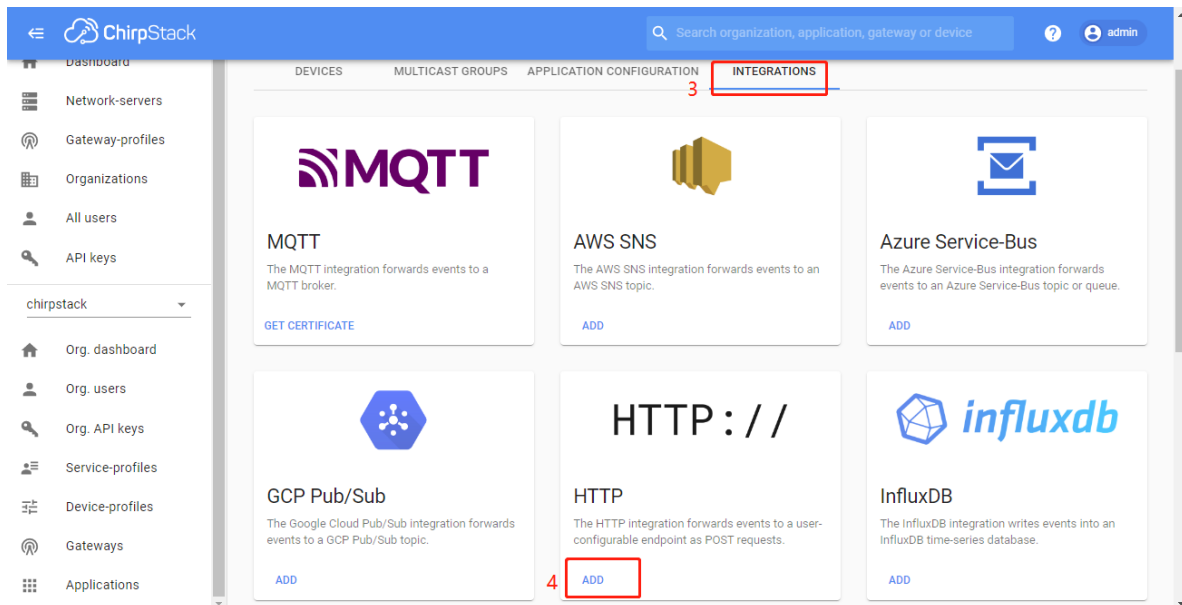 ChirpStack
Search organization, application, gateway or device
?
admin
Dashboard
Network-servers
Gateway-profiles
Organizations
All users
API keys
chirpstack
Org. dashboard
Org. users
Org. API keys
Service-profiles
Device-profiles
Gateways
Applications
DEVICES MULTICAST GROUPS APPLICATION CONFIGURATION INTEGRATIONS
3
MQTT
MQTT
The MQTT integration forwards events to a
MQTT broker.
GET CERTIFICATE
AWS SNS
The AWS SNS integration forwards events to an
AWS SNS topic.
ADD
Azure Service-Bus
The Azure Service-Bus integration forwards
events to an Azure Service-Bus topic or queue.
ADD
GCP Pub/Sub
The Google Cloud Pub/Sub integration forwards
events to a GCP Pub/Sub topic.
ADD
HTTP://
HTTP
The HTTP integration forwards events to a user-
configurable endpoint as POST requests.
4
ADD
influxdb
InfluxDB
The InfluxDB integration writes events into an
InfluxDB time-series database.
ADD